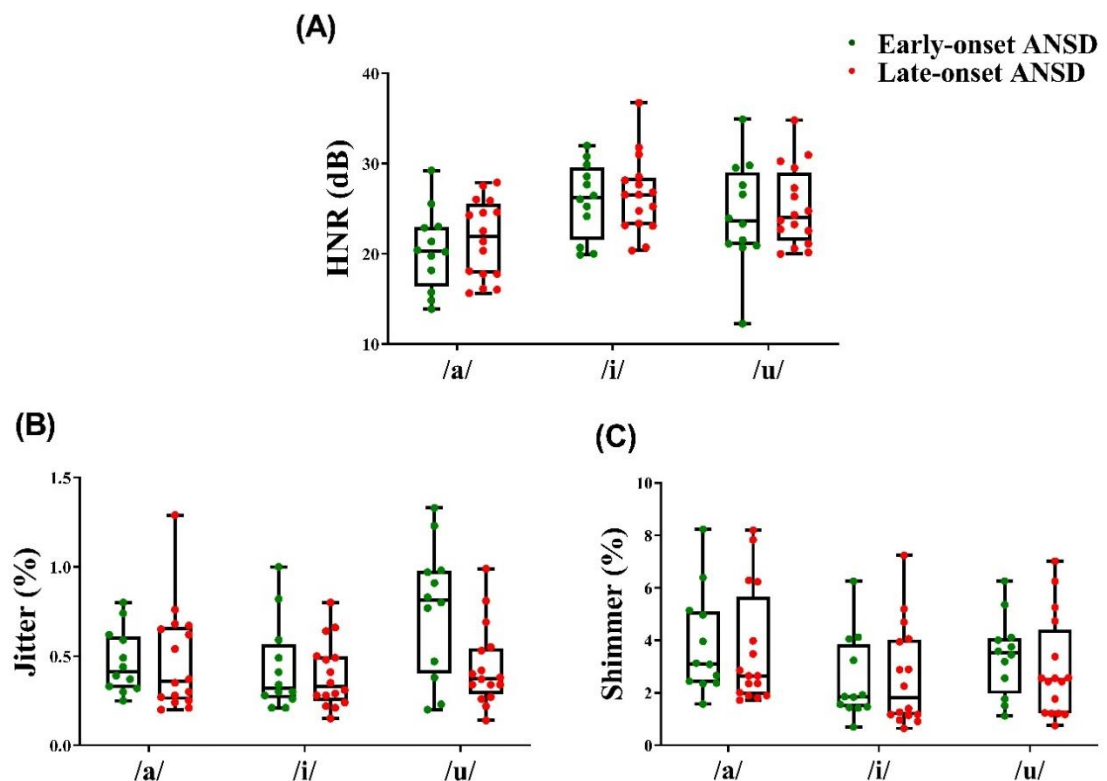 (A)
Early-onset ANSD
Late-onset ANSD
HNR (dB)
40
30
20
10
/a/ /i/ /u/
(B)
Jitter (%)
1.5
1.0
0.5
0.0
/a/ /i/ /u/
(C)
Shimmer (%)
10
8
6
4
2
0
/a/ /i/ /u/